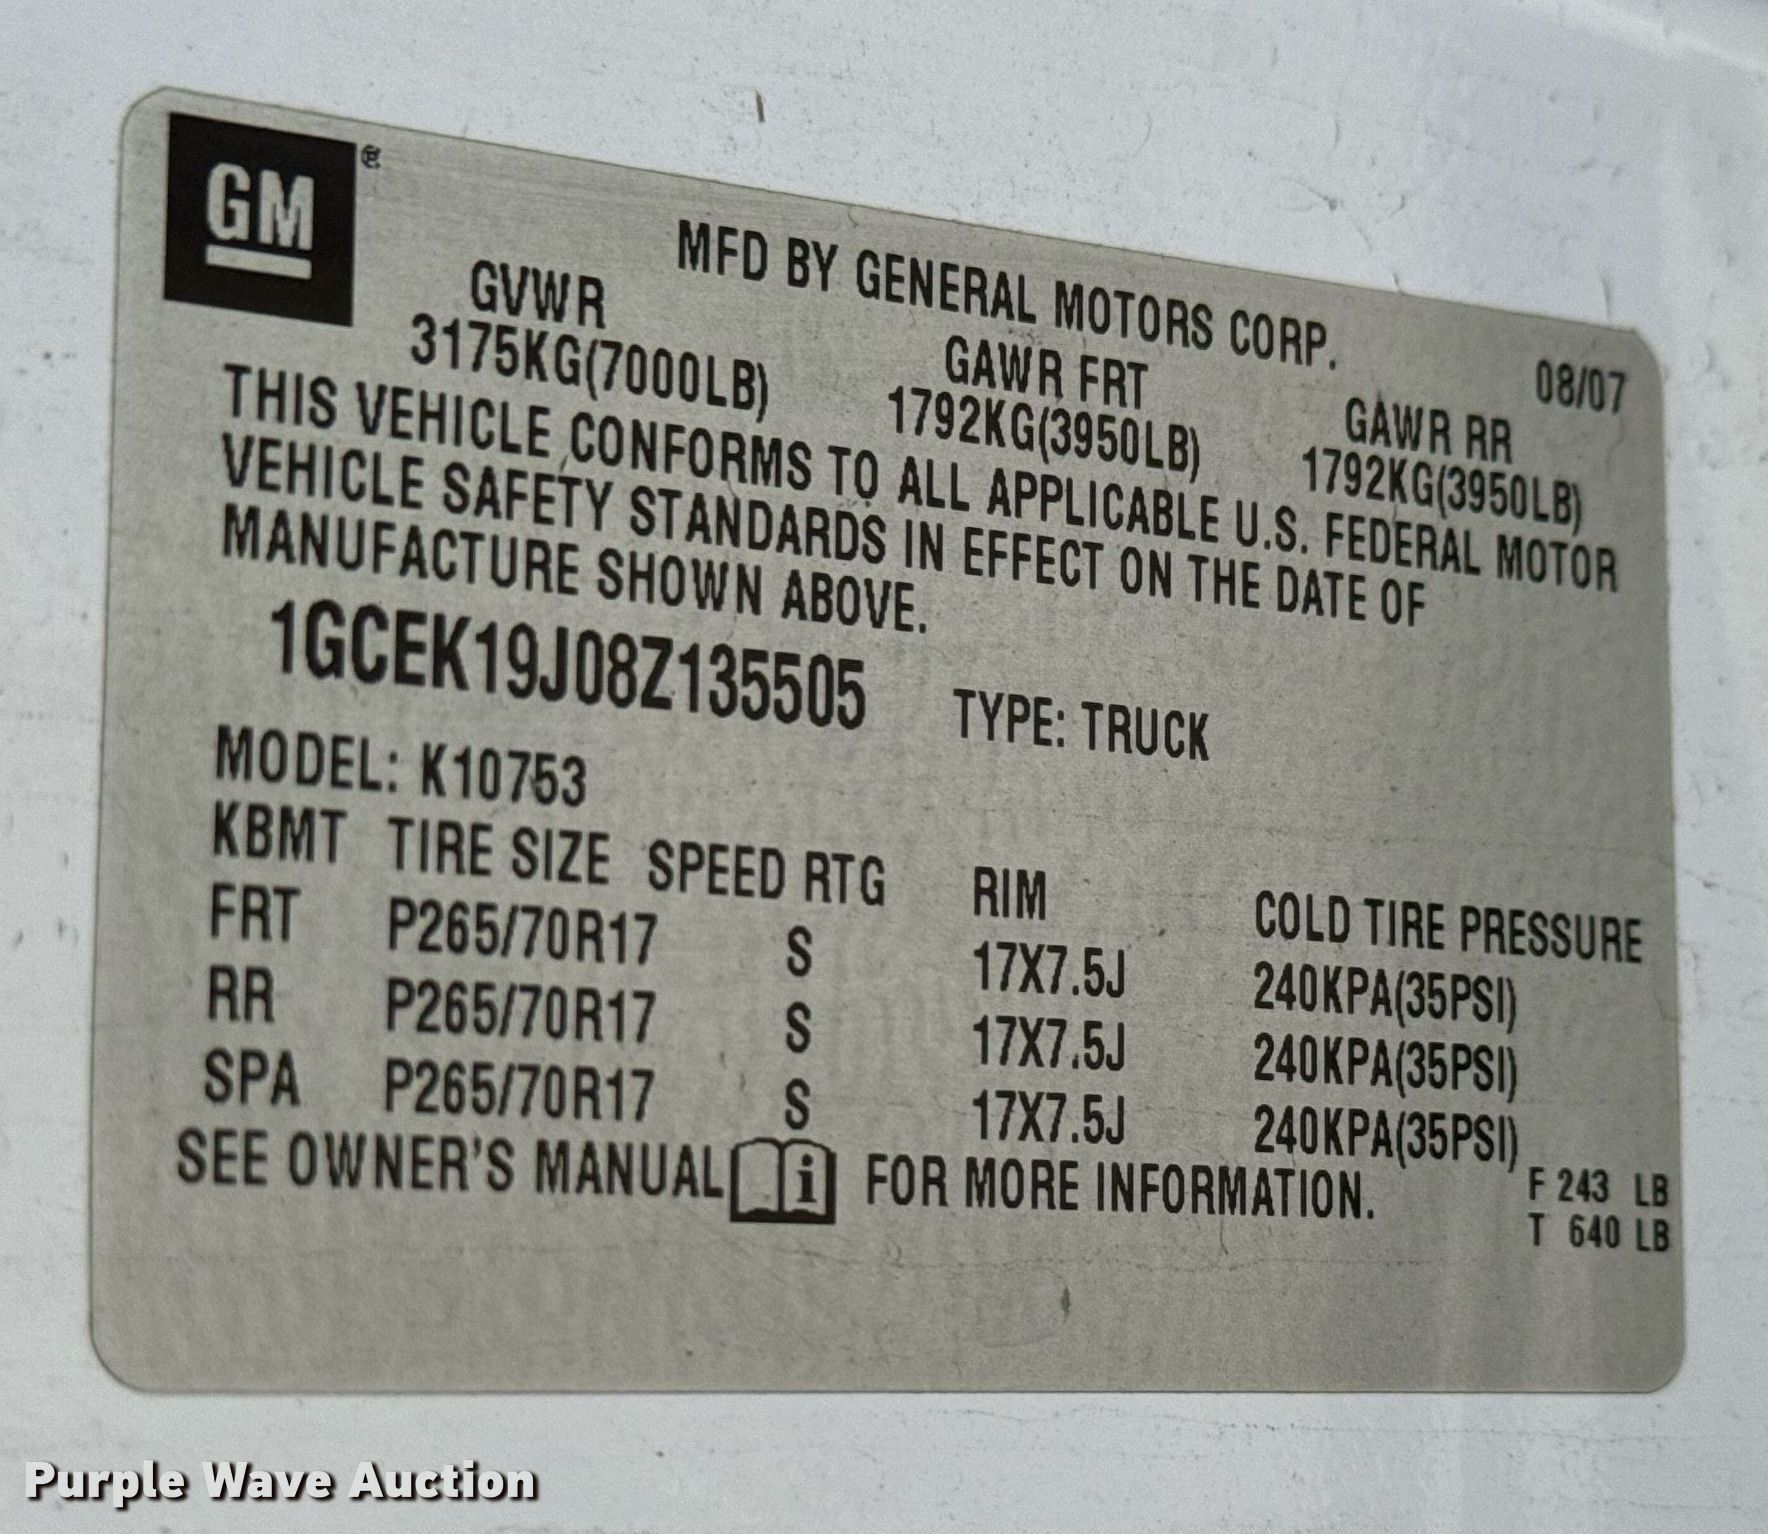 GM
MFD BY GENERAL MOTORS CORP.
08/07
GVWR GAWR FRT GAWR RR
3175KG(7000LB) 1792KG(3950LB) 1792KG(3950LB)
THIS VEHICLE CONFORMS TO ALL APPLICABLE U.S. FEDERAL MOTOR
VEHICLE SAFETY STANDARDS IN EFFECT ON THE DATE OF
MANUFACTURE SHOWN ABOVE.
1GCEK19J08Z135505 TYPE: TRUCK
MODEL: K10753
KBMT TIRE SIZE SPEED RTG RIM COLD TIRE PRESSURE
FRT P265/70R17 S 17X7.5J 240KPA(35PSI)
RR P265/70R17 S 17X7.5J 240KPA(35PSI)
SPA P265/70R17 S 17X7.5J 240KPA(35PSI)
SEE OWNER'S MANUAL i FOR MORE INFORMATION.
F 243 LB
T 640 LB
Purple Wave Auction